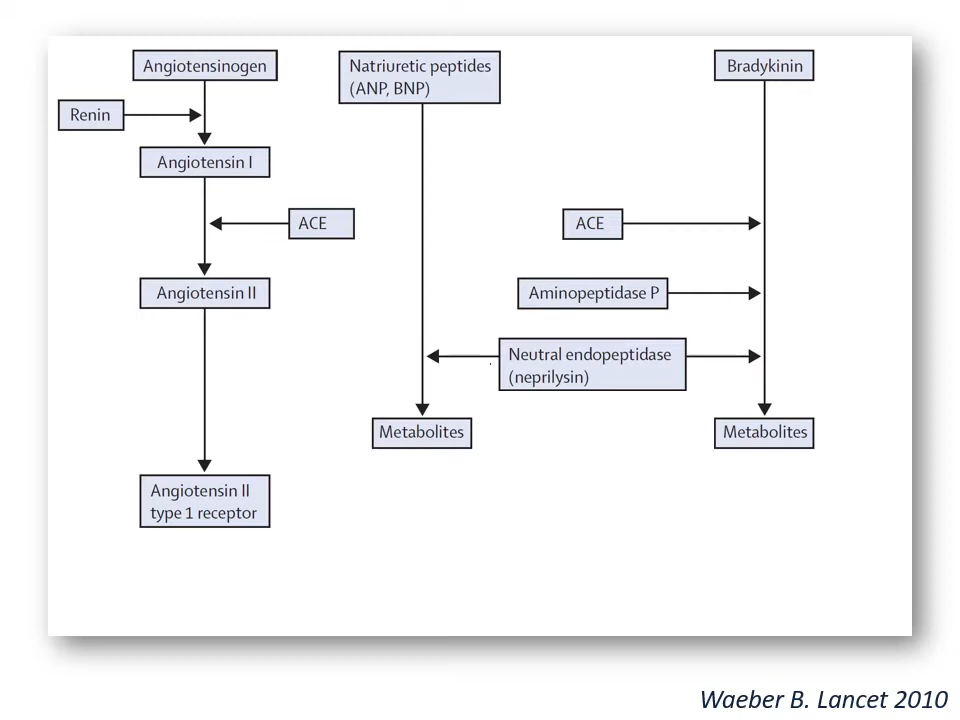 Angiotensinogen
Natriuretic peptides
(ANP, BNP)
Bradykinin
Renin
Angiotensin I
ACE
ACE
Angiotensin II
Aminopeptidase P
Neutral endopeptidase
(neprilysin)
Metabolites
Metabolites
Angiotensin II
type 1 receptor
Waeber B. Lancet 2010